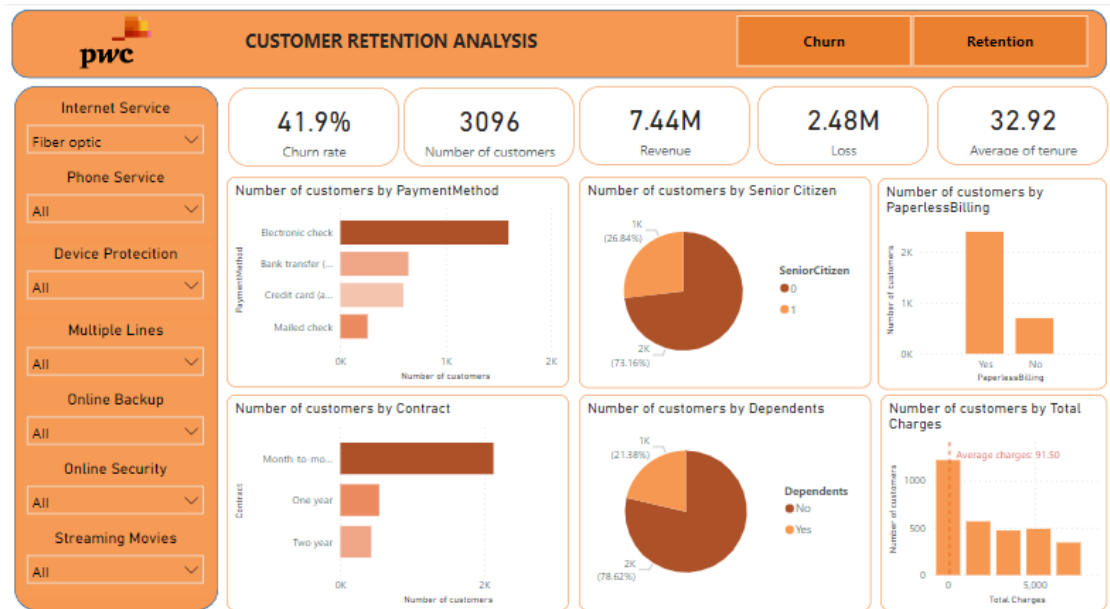 pwc
CUSTOMER RETENTION ANALYSIS
Churn
Retention
Internet Service
Fiber optic
Phone Service
All
Device Protecition
All
Multiple Lines
All
Online Backup
All
Online Security
All
Streaming Movies
All
41.9%
Churn rate
3096
Number of customers
7.44M
Revenue
2.48M
Loss
32.92
Average of tenure
Number of customers by PaymentMethod
PaymentMethod
Electronic check
Bank transfer (...
Credit card (a...
Mailed check
0K
1K
2K
Number of customers
Number of customers by Senior Citizen
1K
(26.84%)
2K
(73.16%)
SeniorCitizen
0
1
Number of customers by
PaperlessBilling
Number of customers
2K
1K
0K
Yes
No
PaperlessBilling
Number of customers by Contract
Contract
Month-to-mo...
One year
Two year
0K
2K
Number of customers
Number of customers by Dependents
1K
(21.38%)
2K
(78.62%)
Dependents
No
Yes
Number of customers by Total
Charges
Average charges: 91.50
Number of customers
1000
500
0
0
5,000
Total Charges